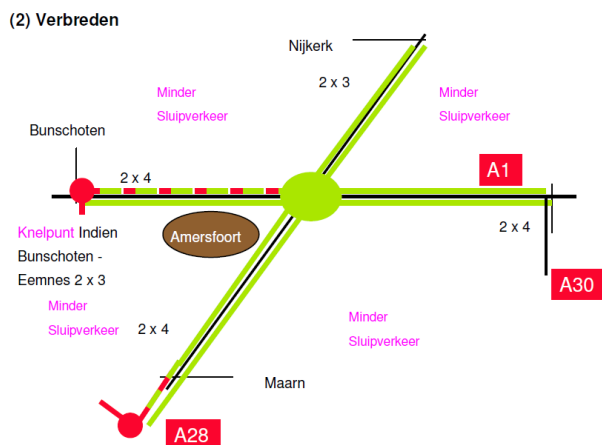 (2) Verbreden
Nijkerk
2 x 3
Minder
Sluipverkeer
Minder
Sluipverkeer
Bunschoten
2 x 4
A1
Knelpunt Indien
Bunschoten -
Eemnes 2 x 3
Amersfoort
2 x 4
A30
Minder
Sluipverkeer
2 x 4
Minder
Sluipverkeer
Maarn
A28